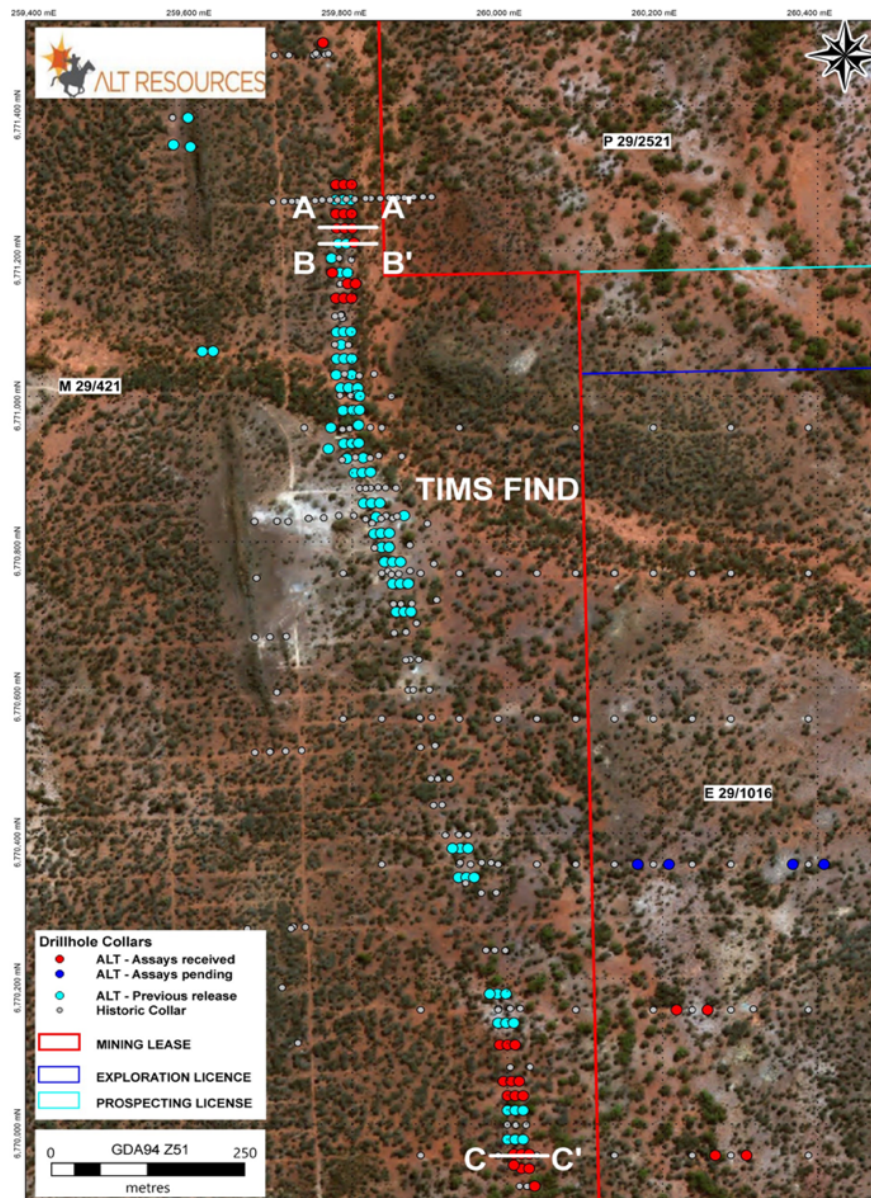 259,400 mE 259,600 mE 259,800 mE 260,000 mE 260,200 mE 260,400 mE
ALT RESOURCES
6,771,400 mN
P 29/2521
A A'
6,771,200 mN
B B'
M 29/421
6,771,000 mN
TIMS FIND
6,770,800 mN
6,770,600 mN
E 29/1016
6,770,400 mN
Drillhole Collars
ALT - Assays received
ALT - Assays pending
ALT - Previous release
Historic Collar
6,770,200 mN
MINING LEASE
EXPLORATION LICENCE
PROSPECTING LICENSE
6,770,000 mN
GDA94 Z51
0 250
metres
C C'